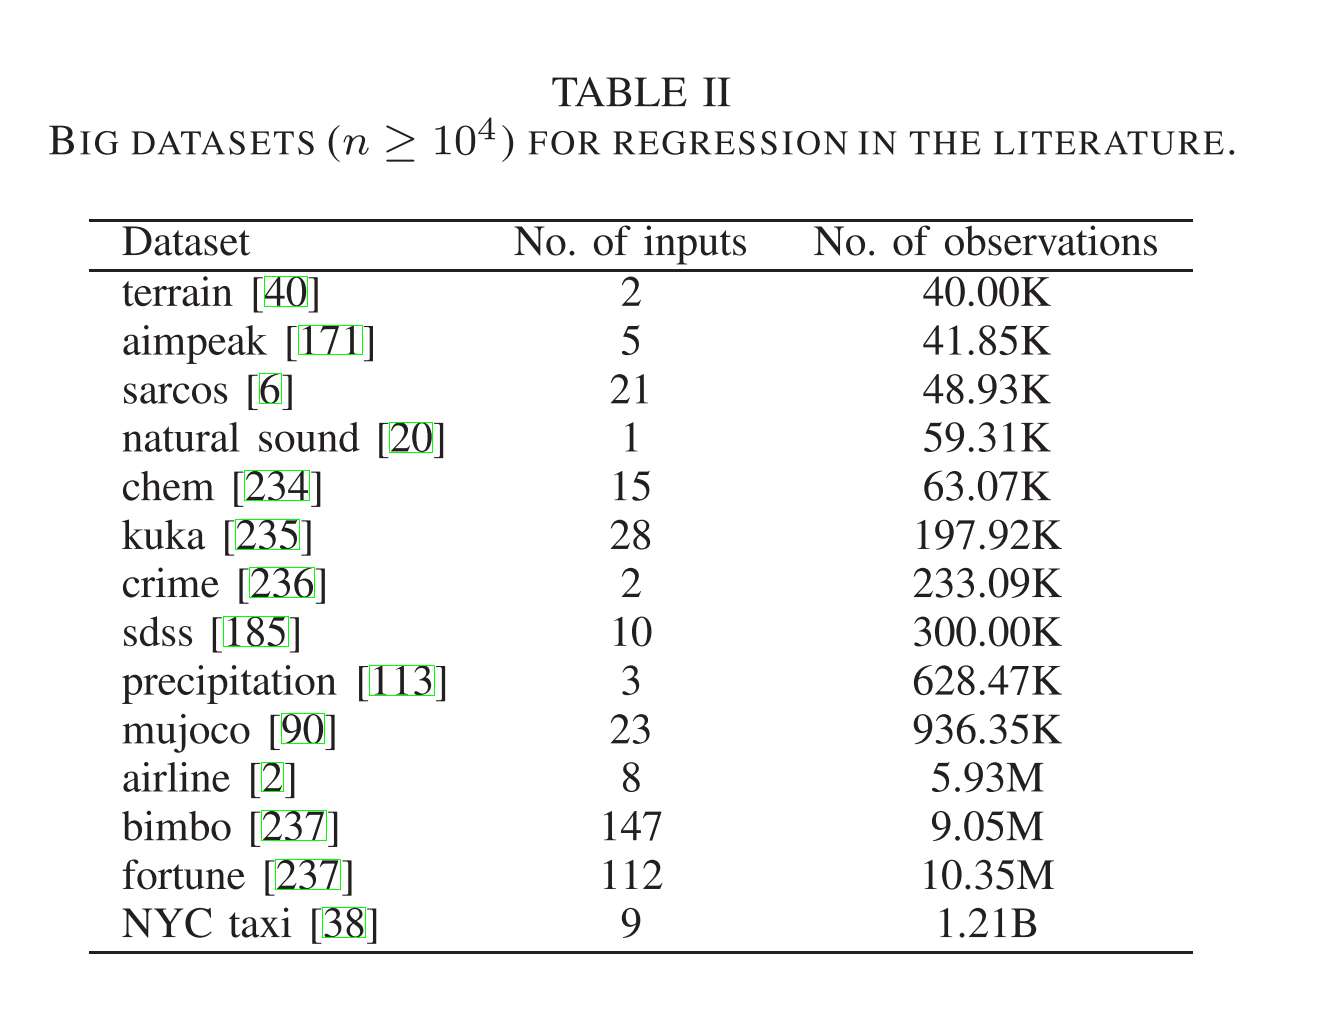 TABLE II
BIG DATASETS (n ≥ 10^4) FOR REGRESSION IN THE LITERATURE.
Dataset No. of inputs No. of observations
terrain [40] 2 40.00K
aimpeak [171] 5 41.85K
sarcos [6] 21 48.93K
natural sound [20] 1 59.31K
chem [234] 15 63.07K
kuka [235] 28 197.92K
crime [236] 2 233.09K
sdss [185] 10 300.00K
precipitation [113] 3 628.47K
mujoco [90] 23 936.35K
airline [2] 8 5.93M
bimbo [237] 147 9.05M
fortune [237] 112 10.35M
NYC taxi [38] 9 1.21B